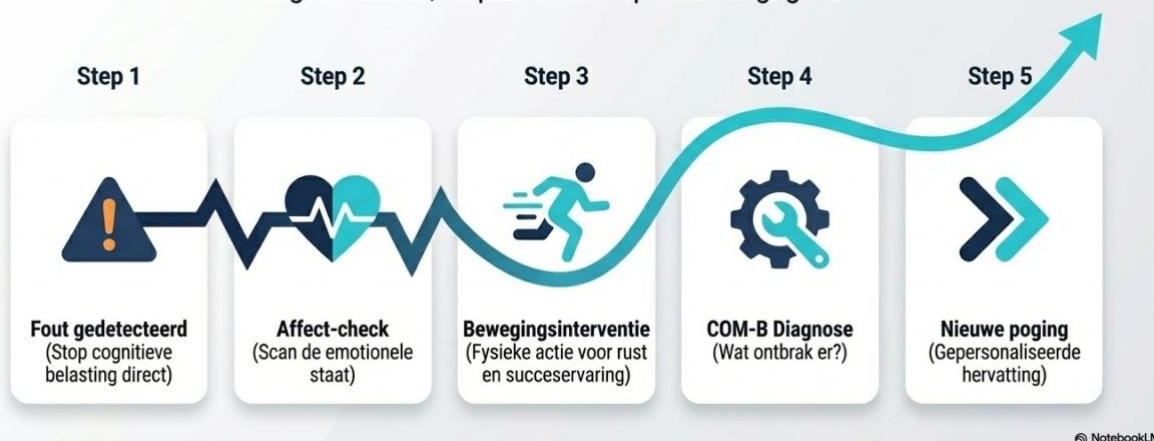 Step 1
Step 2
Step 3
Step 4
Step 5
Fout gedetecteerd
(Stop cognitieve
belasting direct)
Affect-check
(Scan de emotionele
staat)
Bewegingsinterventie
(Fysieke actie voor rust
en succeservaring)
COM-B Diagnose
(Wat ontbrak er?)
Nieuwe poging
(Gepersonaliseerde
hervatting)
NotebookLM